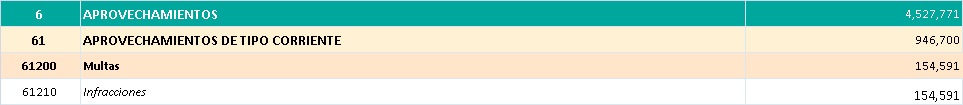 6 APROVECHAMIENTOS 4,527,771
61 APROVECHAMIENTOS DE TIPO CORRIENTE 946,700
61200 Multas 154,591
61210 Infracciones 154,591